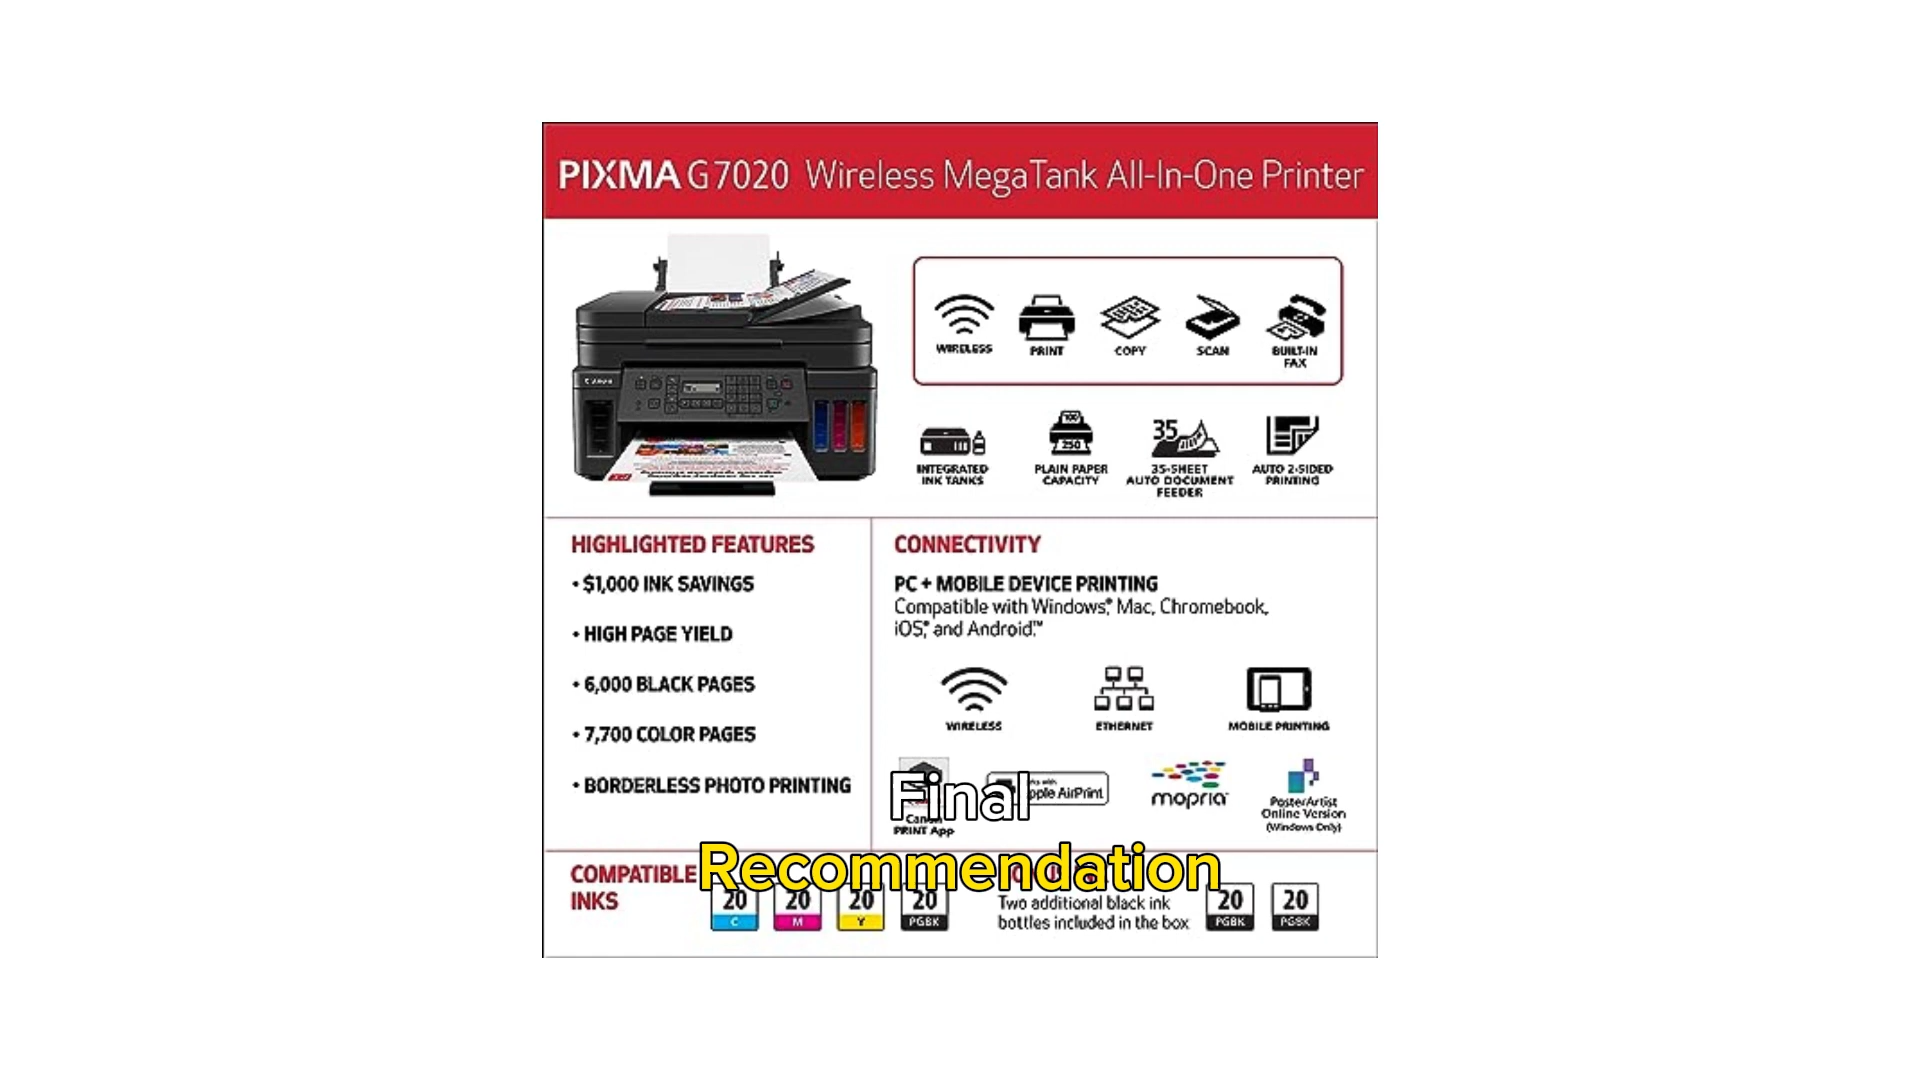 PIXMA G7020 Wireless MegaTank All-In-One Printer
Canon
WIRELESS
PRINT
COPY
SCAN
BUILT-IN
FAX
100
250
35
INTEGRATED
INK TANKS
PLAIN PAPER
CAPACITY
35-SHEET
AUTO DOCUMENT
FEEDER
AUTO 2-SIDED
PRINTING
HIGHLIGHTED FEATURES
• $1,000 INK SAVINGS
• HIGH PAGE YIELD
• 6,000 BLACK PAGES
• 7,700 COLOR PAGES
• BORDERLESS PHOTO PRINTING
CONNECTIVITY
PC + MOBILE DEVICE PRINTING
Compatible with Windows®, Mac, Chromebook,
iOS®, and Android.™
WIRELESS
ETHERNET
MOBILE PRINTING
PRINT App
AirPrint
mopria
PosterArtist
Online Version
(Windows Only)
Final
Recommendation
COMPATIBLE
INKS
20 C
20 M
20 Y
20 PGBK
Two additional black ink
bottles included in the box
20 PGBK
20 PGBK